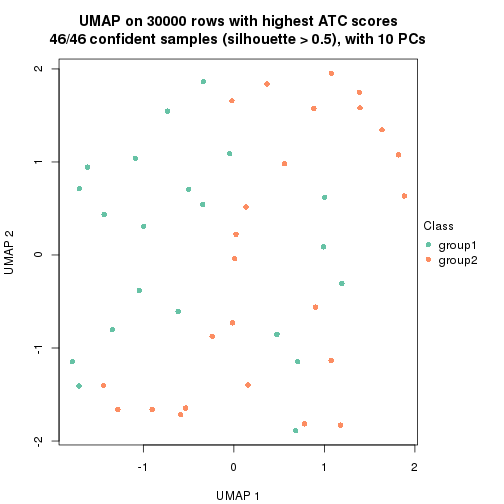 UMAP on 30000 rows with highest ATC scores
46/46 confident samples (silhouette > 0.5), with 10 PCs
2
1
0
-1
-2
UMAP 2
-1
0
1
2
UMAP 1
Class
group1
group2